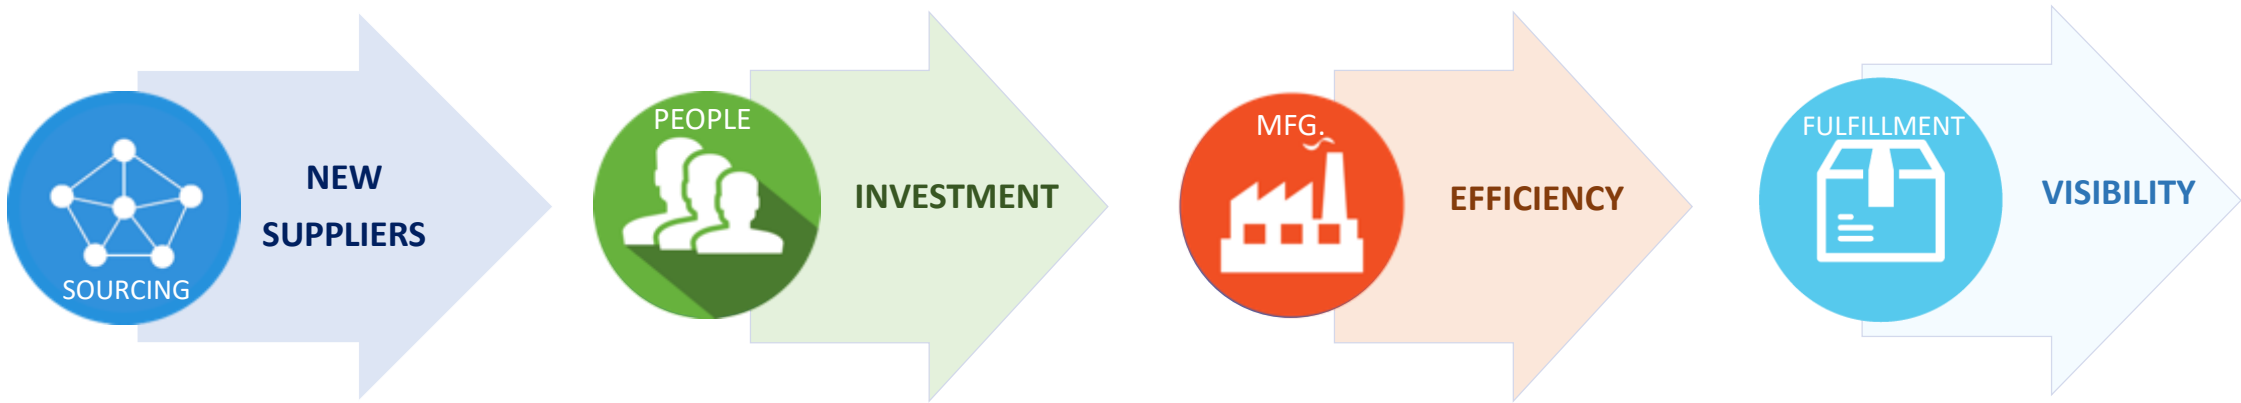 SOURCING
NEW
SUPPLIERS
PEOPLE
INVESTMENT
MFG.
EFFICIENCY
FULFILLMENT
VISIBILITY